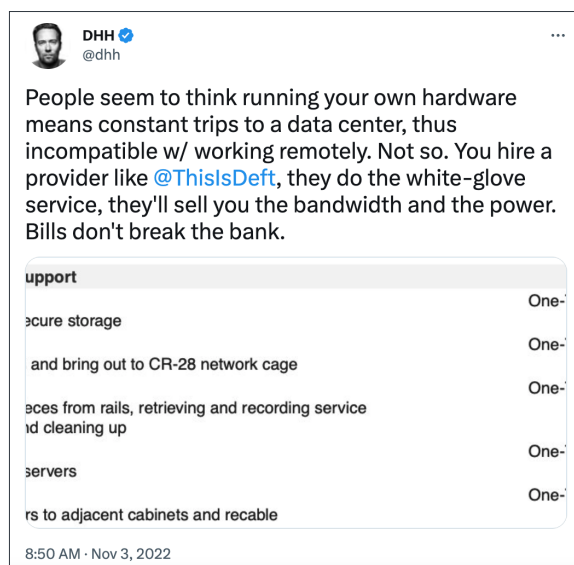 DHH
@dhh
People seem to think running your own hardware
means constant trips to a data center, thus
incompatible w/ working remotely. Not so. You hire a
provider like @ThisIsDeft, they do the white-glove
service, they'll sell you the bandwidth and the power.
Bills don't break the bank.
upport
One-
ecure storage
One-
and bring out to CR-28 network cage
One-
eces from rails, retrieving and recording service
nd cleaning up
One-
servers
One-
rs to adjacent cabinets and recable
8:50 AM · Nov 3, 2022